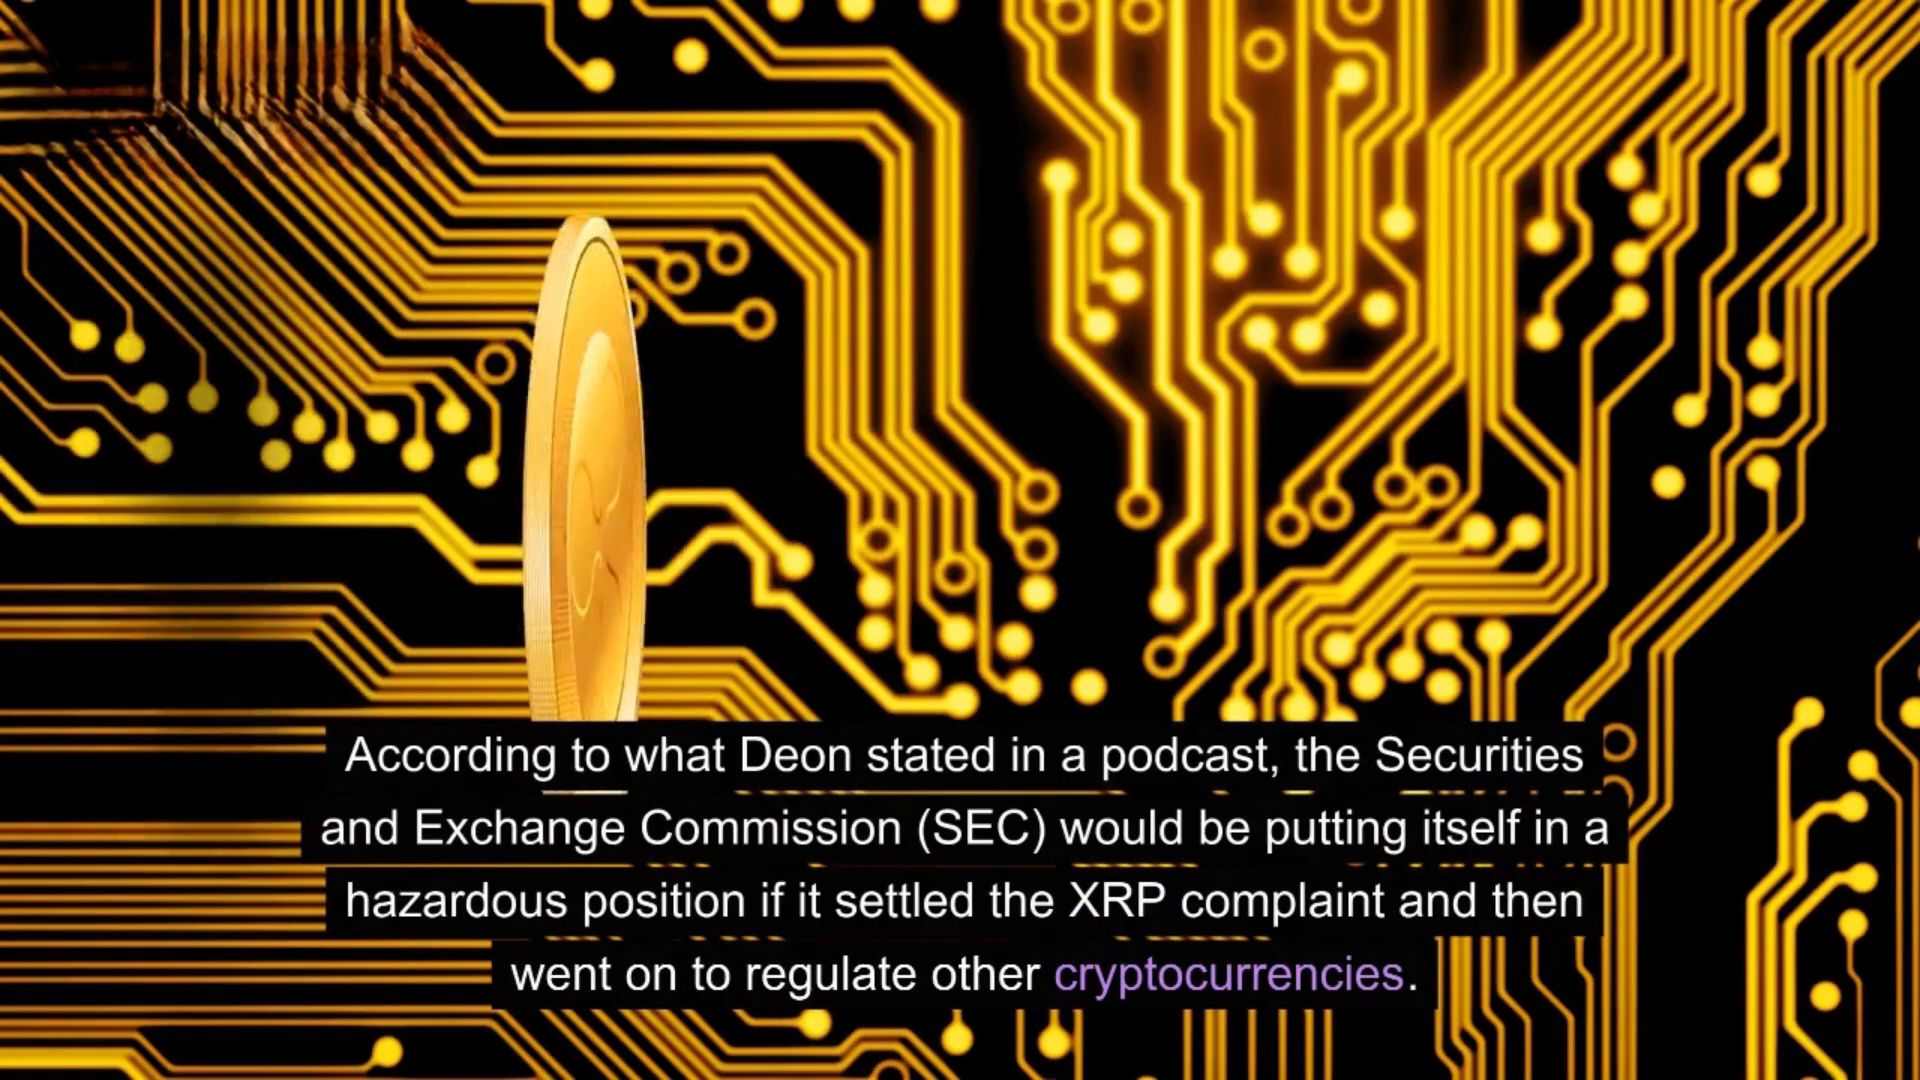 According to what Deon stated in a podcast, the Securities
and Exchange Commission (SEC) would be putting itself in a
hazardous position if it settled the XRP complaint and then
went on to regulate other cryptocurrencies.